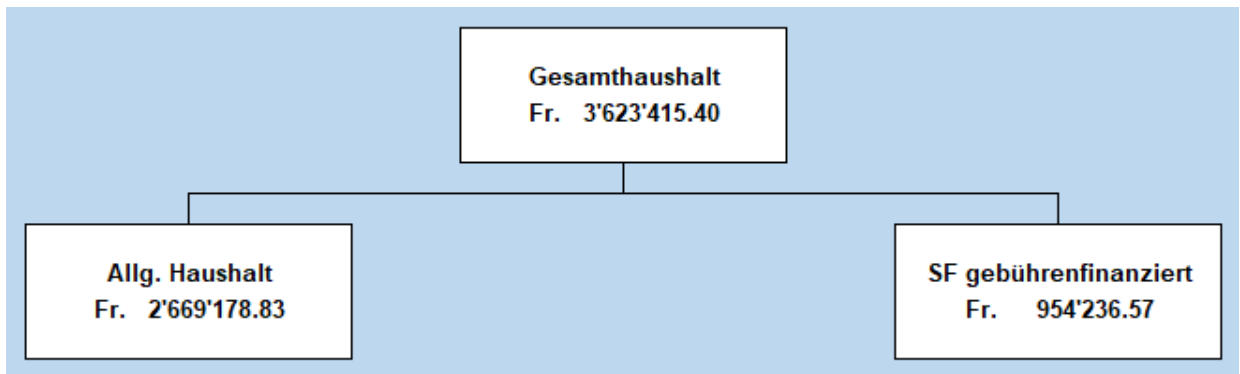 Gesamthaushalt
Fr. 3'623'415.40
Allg. Haushalt
Fr. 2'669'178.83
SF gebührenfinanziert
Fr. 954'236.57